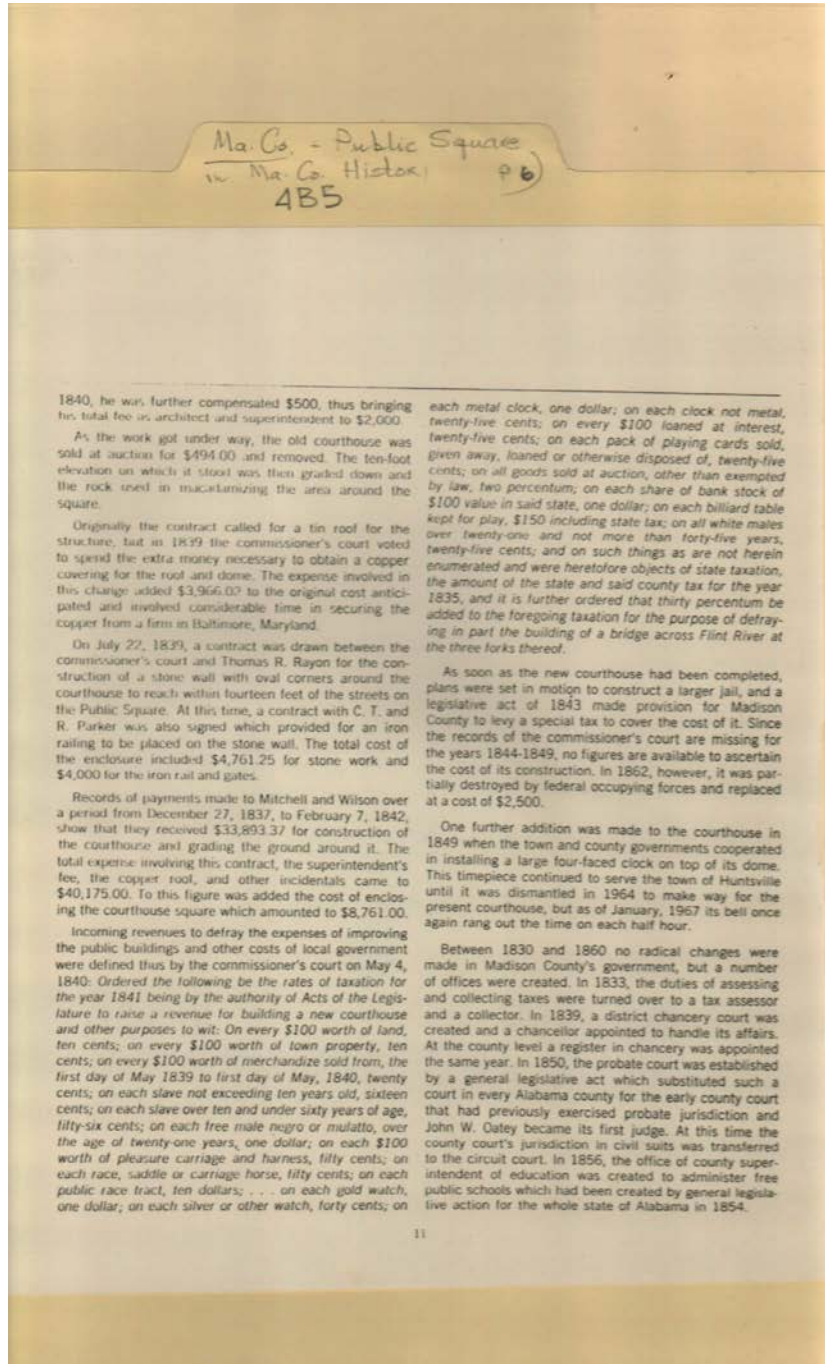 Ma. Co. - Public Square
in Ma. Co. Histor
p 6)
4B5
1840, he was further compensated $500, thus bringing
his total fee as architect and superintendent to $2,000.
As the work got under way, the old courthouse was
sold at auction for $494.00 and removed. The ten-foot
elevation on which it stood was then graded down and
the rock used in macadamizing the area around the
square.
Originally the contract called for a tin roof for the
structure, but in 1839 the commissioner's court voted
to spend the extra money necessary to obtain a copper
covering for the roof and dome. The expense involved in
this change added $3,966.02 to the original cost antici-
pated and involved considerable time in securing the
copper from a firm in Baltimore, Maryland.
On July 22, 1839, a contract was drawn between the
commissioner's court and Thomas R. Rayon for the con-
struction of a stone wall with oval corners around the
courthouse to reach within fourteen feet of the streets on
the Public Square. At this time, a contract with C. T. and
R. Parker was also signed which provided for an iron
railing to be placed on the stone wall. The total cost of
the enclosure included $4,761.25 for stone work and
$4,000 for the iron rail and gates.
Records of payments made to Mitchell and Wilson over
a period from December 27, 1837, to February 7, 1842,
show that they received $33,893.37 for construction of
the courthouse and grading the ground around it. The
total expense involving this contract, the superintendent's
fee, the copper roof, and other incidentals came to
$40,175.00. To this figure was added the cost of enclos-
ing the courthouse square which amounted to $8,761.00.
Incoming revenues to defray the expenses of improving
the public buildings and other costs of local government
were defined thus by the commissioner's court on May 4,
1840: Ordered the following be the rates of taxation for
the year 1841 being by the authority of Acts of the Legis-
lature to raise a revenue for building a new courthouse
and other purposes to wit: On every $100 worth of land,
ten cents; on every $100 worth of town property, ten
cents; on every $100 worth of merchandize sold from, the
first day of May 1839 to first day of May, 1840, twenty
cents; on each slave not exceeding ten years old, sixteen
cents; on each slave over ten and under sixty years of age,
fifty-six cents; on each free male negro or mulatto, over
the age of twenty-one years, one dollar; on each $100
worth of pleasure carriage and harness, fifty cents; on
each race, saddle or carriage horse, fifty cents; on each
public race tract, ten dollars; . . . on each gold watch,
one dollar; on each silver or other watch, forty cents; on
each metal clock, one dollar; on each clock not metal,
twenty-five cents; on every $100 loaned at interest,
twenty-five cents; on each pack of playing cards sold,
given away, loaned or otherwise disposed of, twenty-five
cents; on all goods sold at auction, other than exempted
by law, two percentum; on each share of bank stock of
$100 value in said state, one dollar; on each billiard table
kept for play, $150 including state tax; on all white males
over twenty-one and not more than forty-five years,
twenty-five cents; and on such things as are not herein
enumerated and were heretofore objects of state taxation,
the amount of the state and said county tax for the year
1835, and it is further ordered that thirty percentum be
added to the foregoing taxation for the purpose of defray-
ing in part the building of a bridge across Flint River at
the three forks thereof.
As soon as the new courthouse had been completed,
plans were set in motion to construct a larger jail, and a
legislative act of 1843 made provision for Madison
County to levy a special tax to cover the cost of it. Since
the records of the commissioner's court are missing for
the years 1844-1849, no figures are available to ascertain
the cost of its construction. In 1862, however, it was par-
tially destroyed by federal occupying forces and replaced
at a cost of $2,500.
One further addition was made to the courthouse in
1849 when the town and county governments cooperated
in installing a large four-faced clock on top of its dome.
This timepiece continued to serve the town of Huntsville
until it was dismantled in 1964 to make way for the
present courthouse, but as of January, 1967 its bell once
again rang out the time on each half hour.
Between 1830 and 1860 no radical changes were
made in Madison County's government, but a number
of offices were created. In 1833, the duties of assessing
and collecting taxes were turned over to a tax assessor
and a collector. In 1839, a district chancery court was
created and a chancellor appointed to handle its affairs.
At the county level a register in chancery was appointed
the same year. In 1850, the probate court was established
by a general legislative act which substituted such a
court in every Alabama county for the early county court
that had previously exercised probate jurisdiction and
John W. Oatey became its first judge. At this time the
county court's jurisdiction in civil suits was transferred
to the circuit court. In 1856, the office of county super-
intendent of education was created to administer free
public schools which had been created by general legisla-
tive action for the whole state of Alabama in 1854.
11